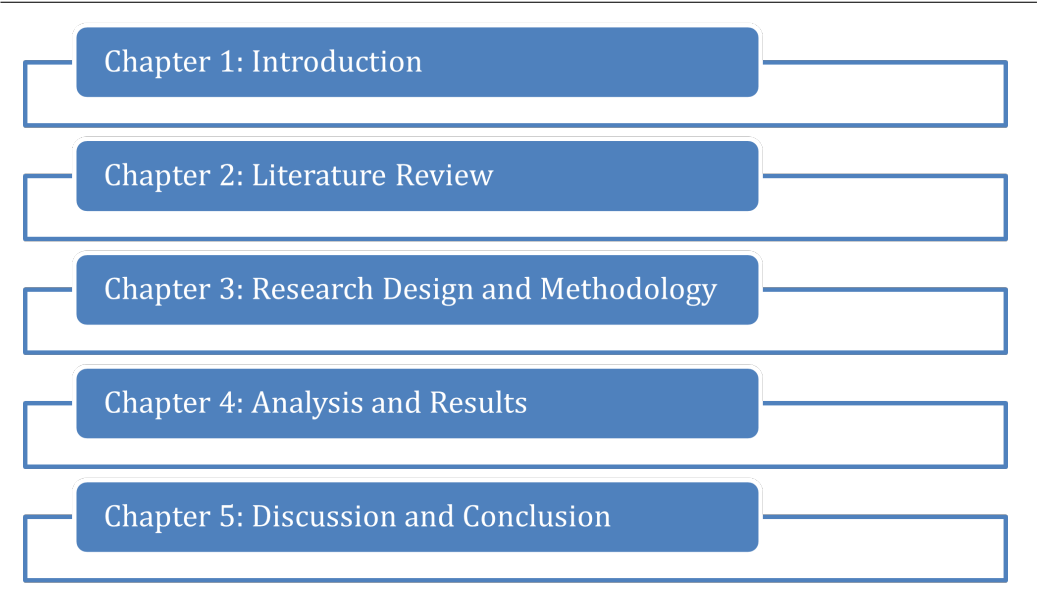 Chapter 1: Introduction
Chapter 2: Literature Review
Chapter 3: Research Design and Methodology
Chapter 4: Analysis and Results
Chapter 5: Discussion and Conclusion